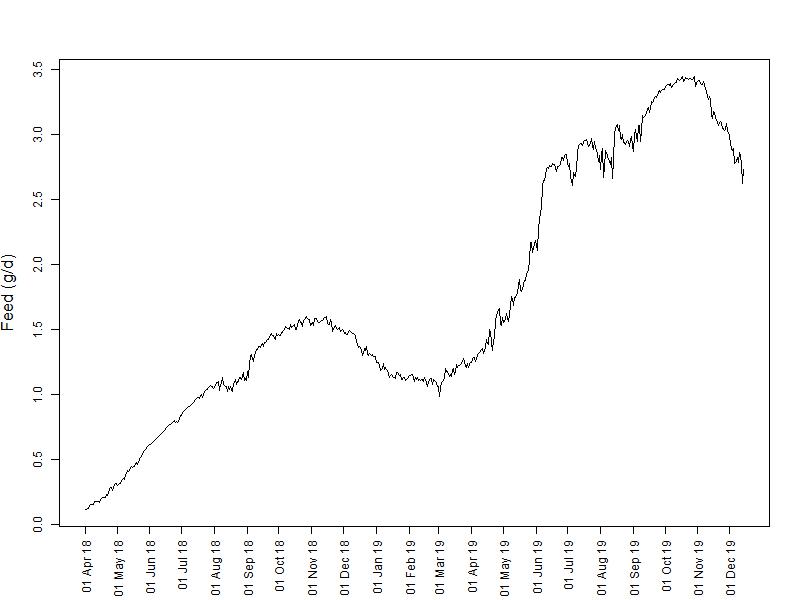 Feed (g/d)
3.5
3.0
2.5
2.0
1.5
1.0
0.5
0.0
01 Apr 18
01 May 18
01 Jun 18
01 Jul 18
01 Aug 18
01 Sep 18
01 Oct 18
01 Nov 18
01 Dec 18
01 Jan 19
01 Feb 19
01 Mar 19
01 Apr 19
01 May 19
01 Jun 19
01 Jul 19
01 Aug 19
01 Sep 19
01 Oct 19
01 Nov 19
01 Dec 19